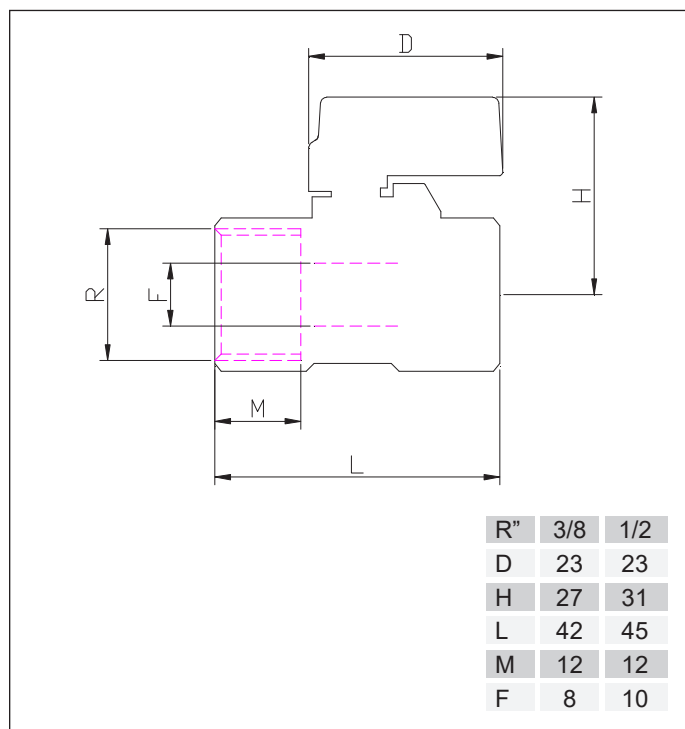 D
H
R
F
M
L
R” 3/8 1/2
D 23 23
H 27 31
L 42 45
M 12 12
F 8 10